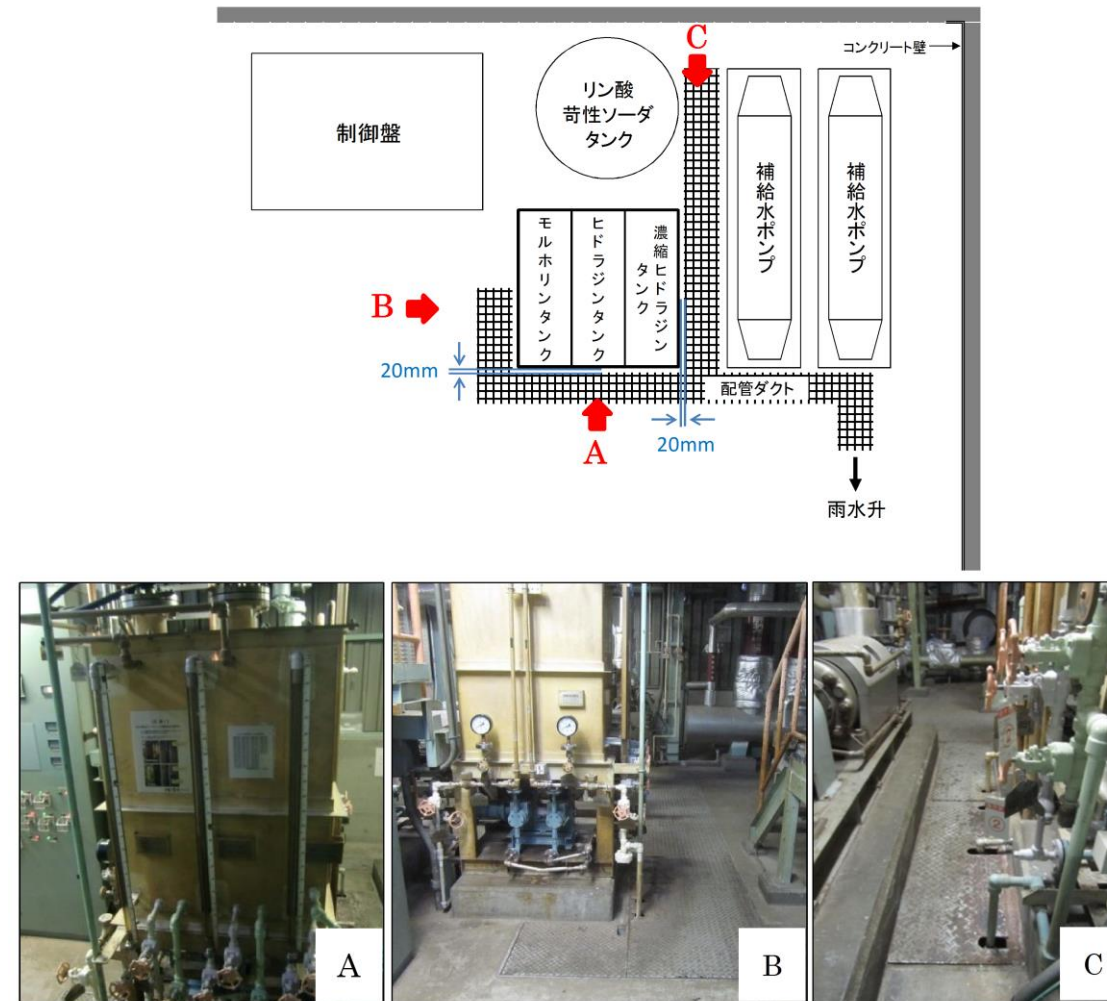 C
コンクリート壁
リン酸
苛性ソーダ
タンク
制御盤
補給水ポンプ
補給水ポンプ
モルホリンタンク
ヒドラジンタンク
濃縮ヒドラジン
タンク
B
20mm
配管ダクト
A
20mm
雨水升
A
B
C